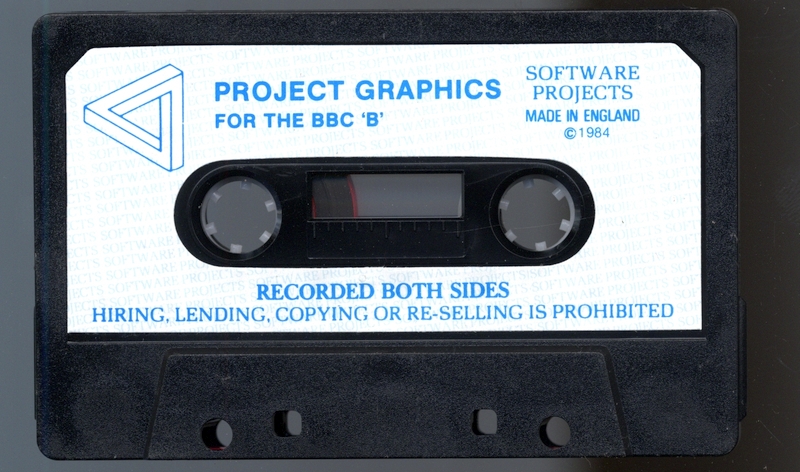 PROJECT GRAPHICS
FOR THE BBC 'B'
SOFTWARE
PROJECTS
MADE IN ENGLAND
©1984
RECORDED BOTH SIDES
HIRING, LENDING, COPYING OR RE-SELLING IS PROHIBITED